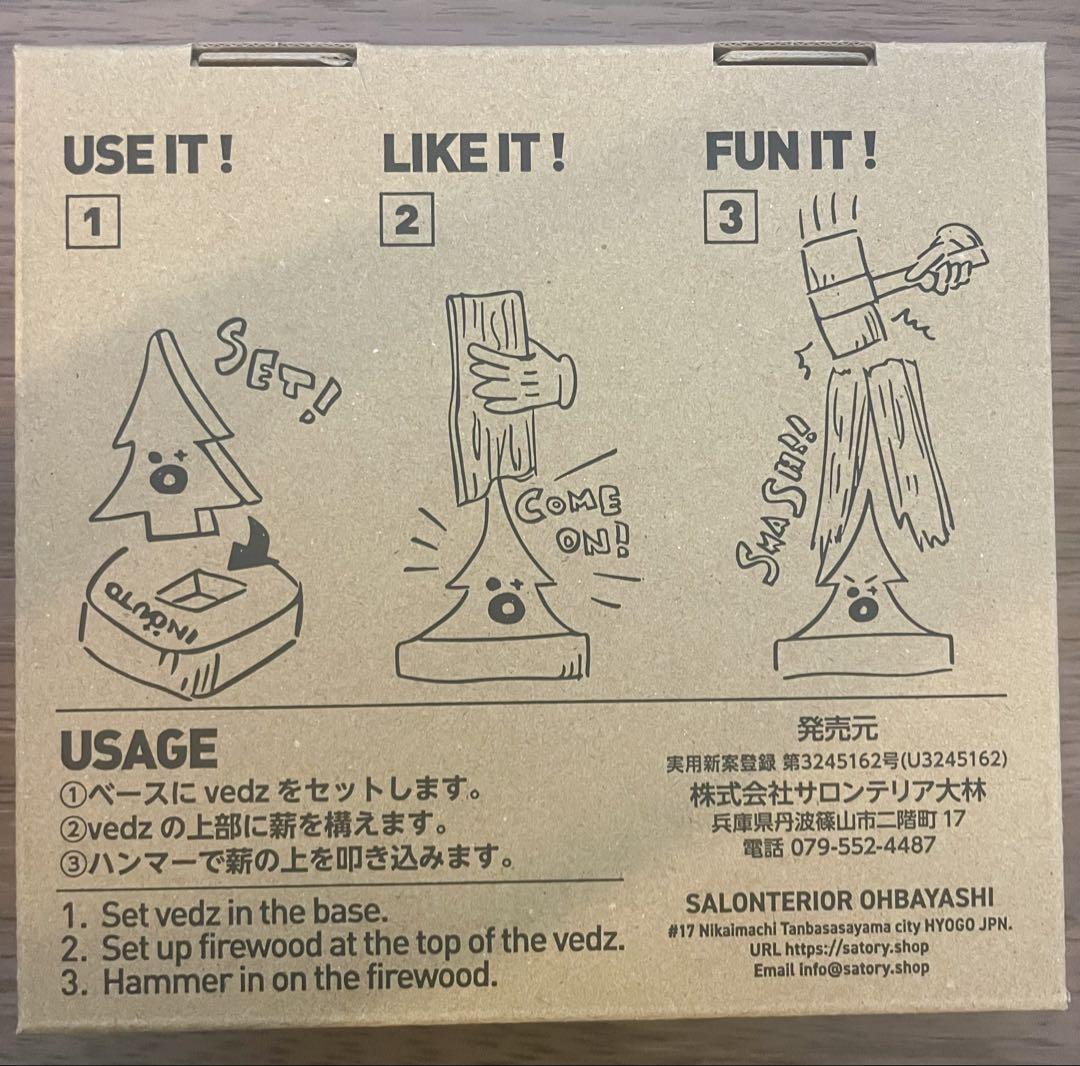 USE IT !
LIKE IT !
FUN IT !
1
2
3
SET!
COME
ON!
INOUTO
USAGE
①ベースに vedz をセットします。
②vedz の上部に薪を構えます。
③ハンマーで薪の上を叩き込みます。
1. Set vedz in the base.
2. Set up firewood at the top of the vedz.
3. Hammer in on the firewood.
発売元
実用新案登録 第3245162号(U3245162)
株式会社サロンテリア大林
兵庫県丹波篠山市二階町 17
電話 079-552-4487
SALONTERIOR OHBAYASHI
#17 Nikaimachi Tanbasasayama city HYOGO JPN.
URL https://satory.shop
Email info@satory.shop